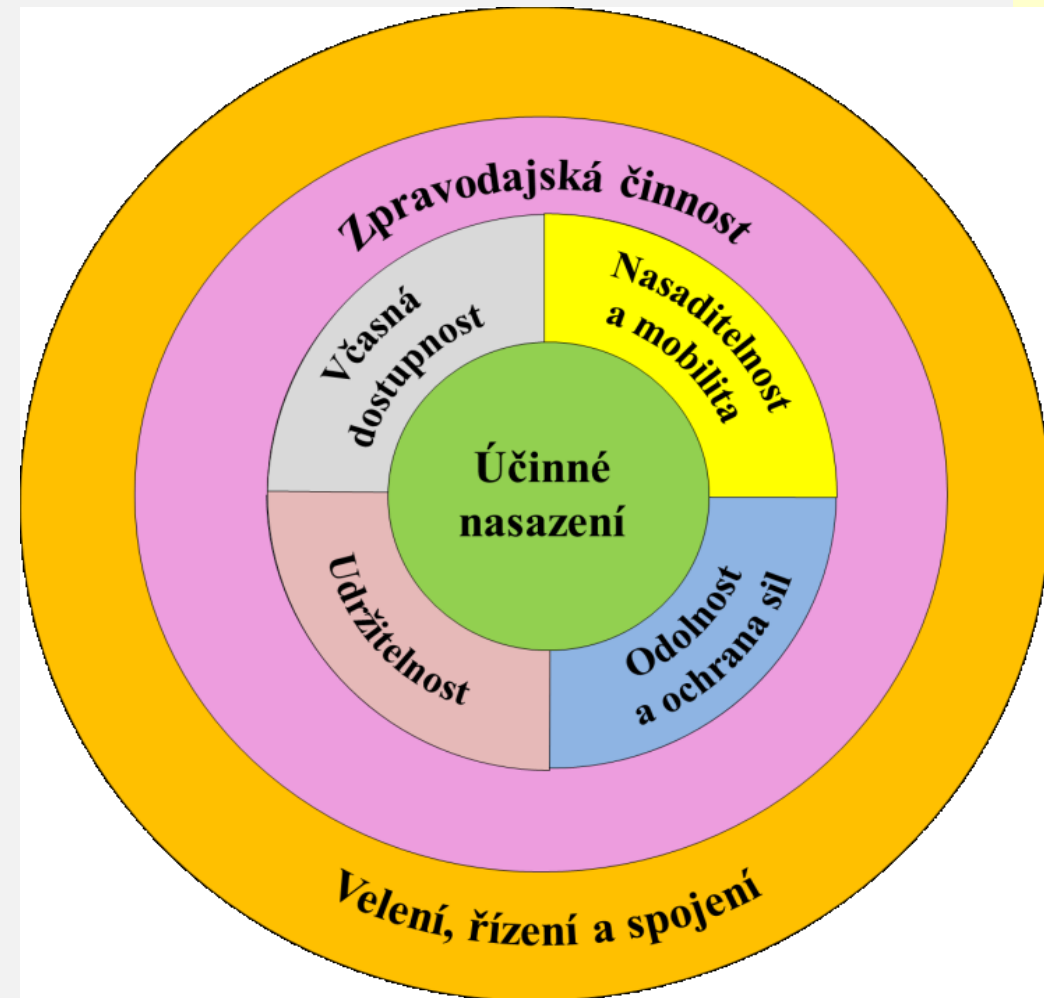 Zpravodajská činnost
Včasná
dostupnost
Nasaditelnost
a mobilita
Účinné
nasazení
Udržitelnost
Odolnost
a ochrana sil
Velení, řízení a spojení